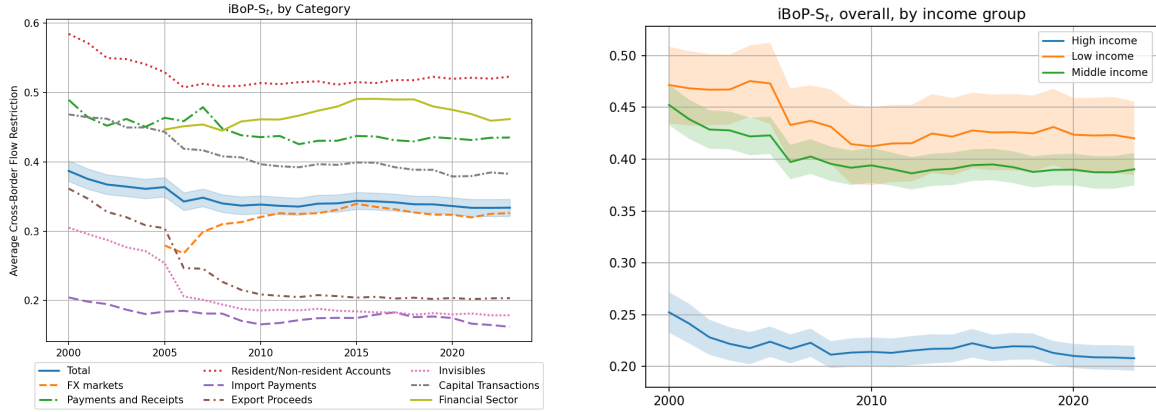 iBoP-Sₜ, by Category
Average Cross-Border Flow Restriction
0.6
0.5
0.4
0.3
0.2
2000
2005
2010
2015
2020
Total
FX markets
Payments and Receipts
Resident/Non-resident Accounts
Import Payments
Export Proceeds
Invisibles
Capital Transactions
Financial Sector
iBoP-Sₜ, overall, by income group
0.50
0.45
0.40
0.35
0.30
0.25
0.20
2000
2010
2020
High income
Low income
Middle income